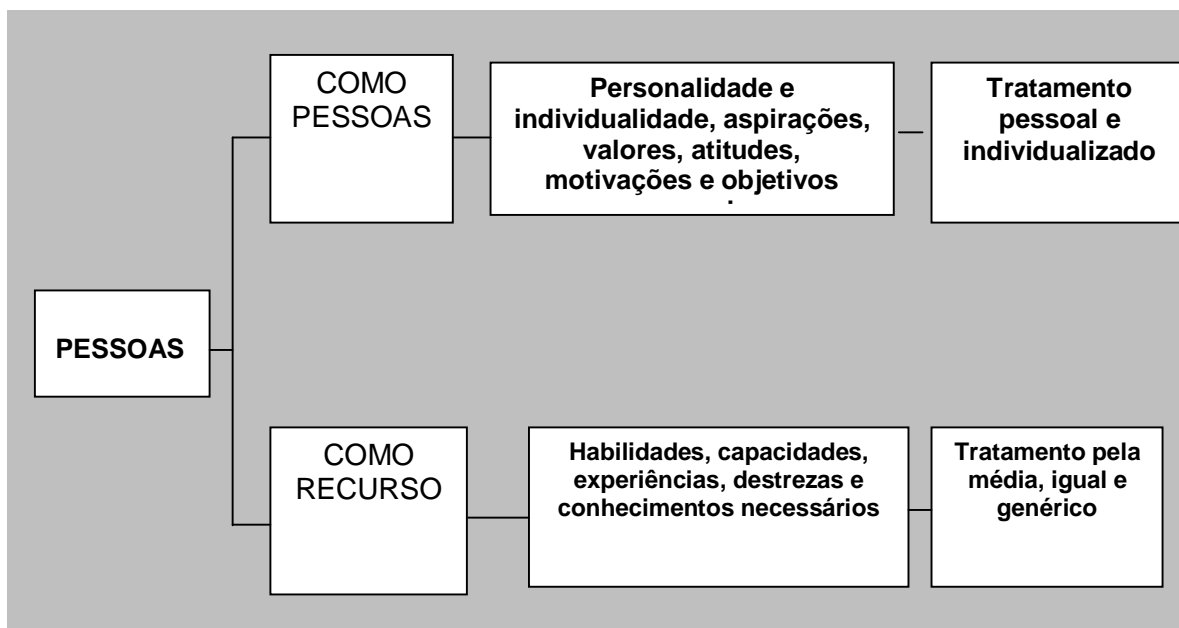 COMO
PESSOAS
Personalidade e
individualidade, aspirações,
valores, atitudes,
motivações e objetivos
Tratamento
pessoal e
individualizado
PESSOAS
COMO
RECURSO
Habilidades, capacidades,
experiências, destrezas e
conhecimentos necessários
Tratamento pela
média, igual e
genérico